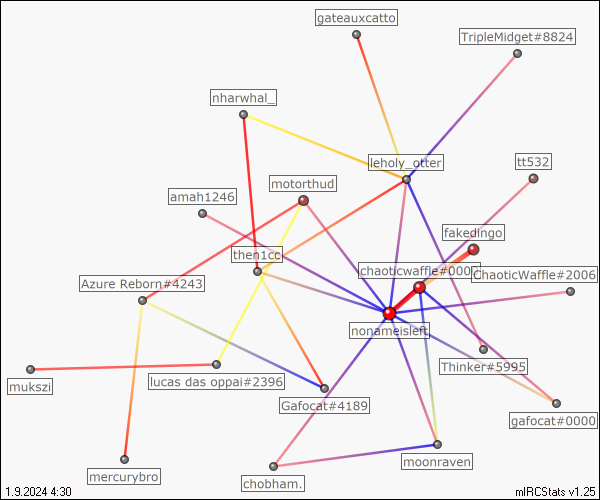 gateauxcatto
TripleMidget#8824
nharwhal_
leholy_otter
tt532
motorthud
amah1246
fakedingo
then1cc
chaoticwaffle#000
ChaoticWaffle#2006
Azure Reborn#4243
nonameisleft
Thinker#5995
mukszi
lucas das oppai#2396
Gafocat#4189
gafocat#0000
moonraven
mercurybro
chobham.
1.9.2024 4:30
mIRCStats v1.25